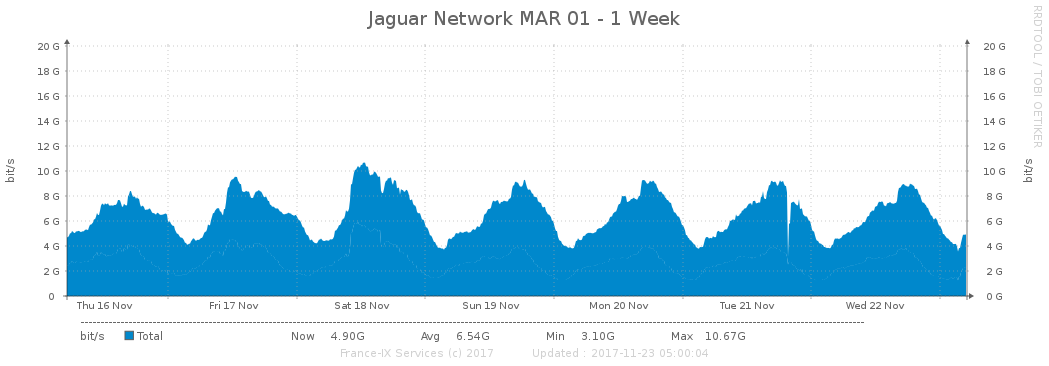 Jaguar Network MAR 01 - 1 Week
RRDTOOL / TOBI OETIKER
bit/s
bit/s
20 G 20 G
18 G 18 G
16 G 16 G
14 G 14 G
12 G 12 G
10 G 10 G
8 G 8 G
6 G 6 G
4 G 4 G
2 G 2 G
0 0 G
Thu 16 Nov Fri 17 Nov Sat 18 Nov Sun 19 Nov Mon 20 Nov Tue 21 Nov Wed 22 Nov
bit/s Total Now 4.90G Avg 6.54G Min 3.10G Max 10.67G
France-IX Services (c) 2017 Updated : 2017-11-23 05:00:04